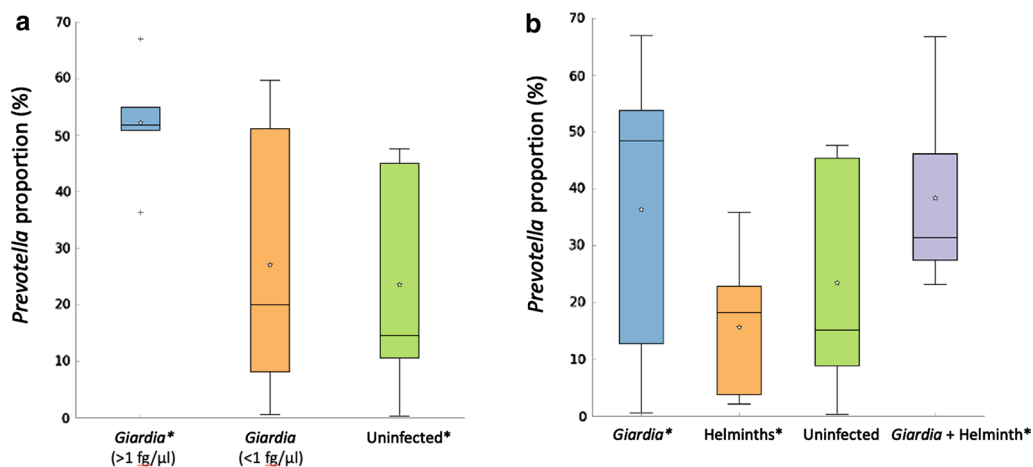 a
Prevotella proportion (%)
70
60
50
40
30
20
10
0
Giardia*
(>1 fg/µl)
Giardia
(<1 fg/µl)
Uninfected*
b
Prevotella proportion (%)
70
60
50
40
30
20
10
0
Giardia*
Helminths*
Uninfected
Giardia + Helminth*